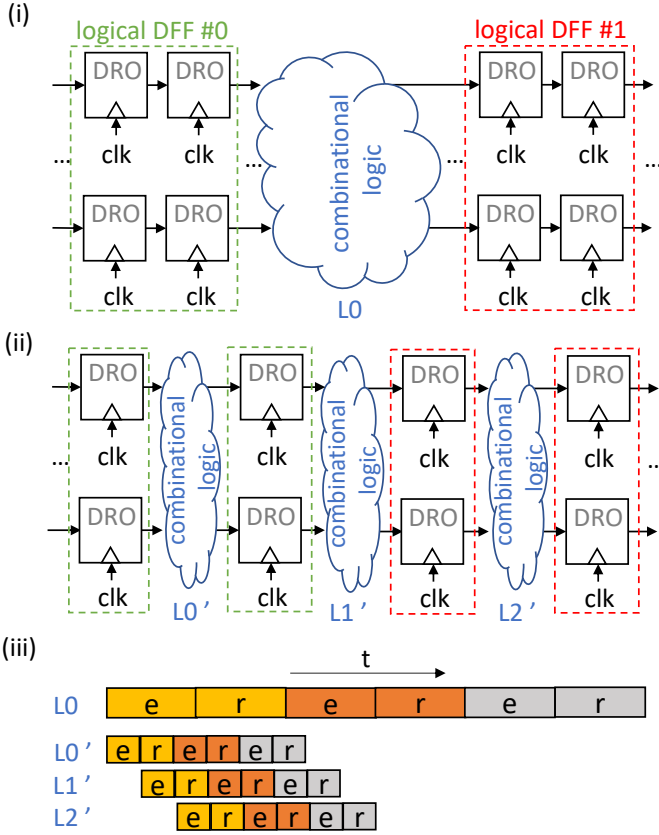 (i)
logical DFF #0
logical DFF #1
DRO DRO DRO DRO
clk clk clk clk
... ... combinational logic ... ...
DRO DRO DRO DRO
clk clk clk clk
L0
(ii)
DRO DRO DRO DRO
clk clk clk clk
... combinational logic combinational logic combinational logic ...
DRO DRO DRO DRO
clk clk clk clk
L0 ' L1 ' L2 '
(iii)
t
L0 e r e r e r
L0 ' e r e r e r
L1 ' e r e r e r
L2 ' e r e r e r